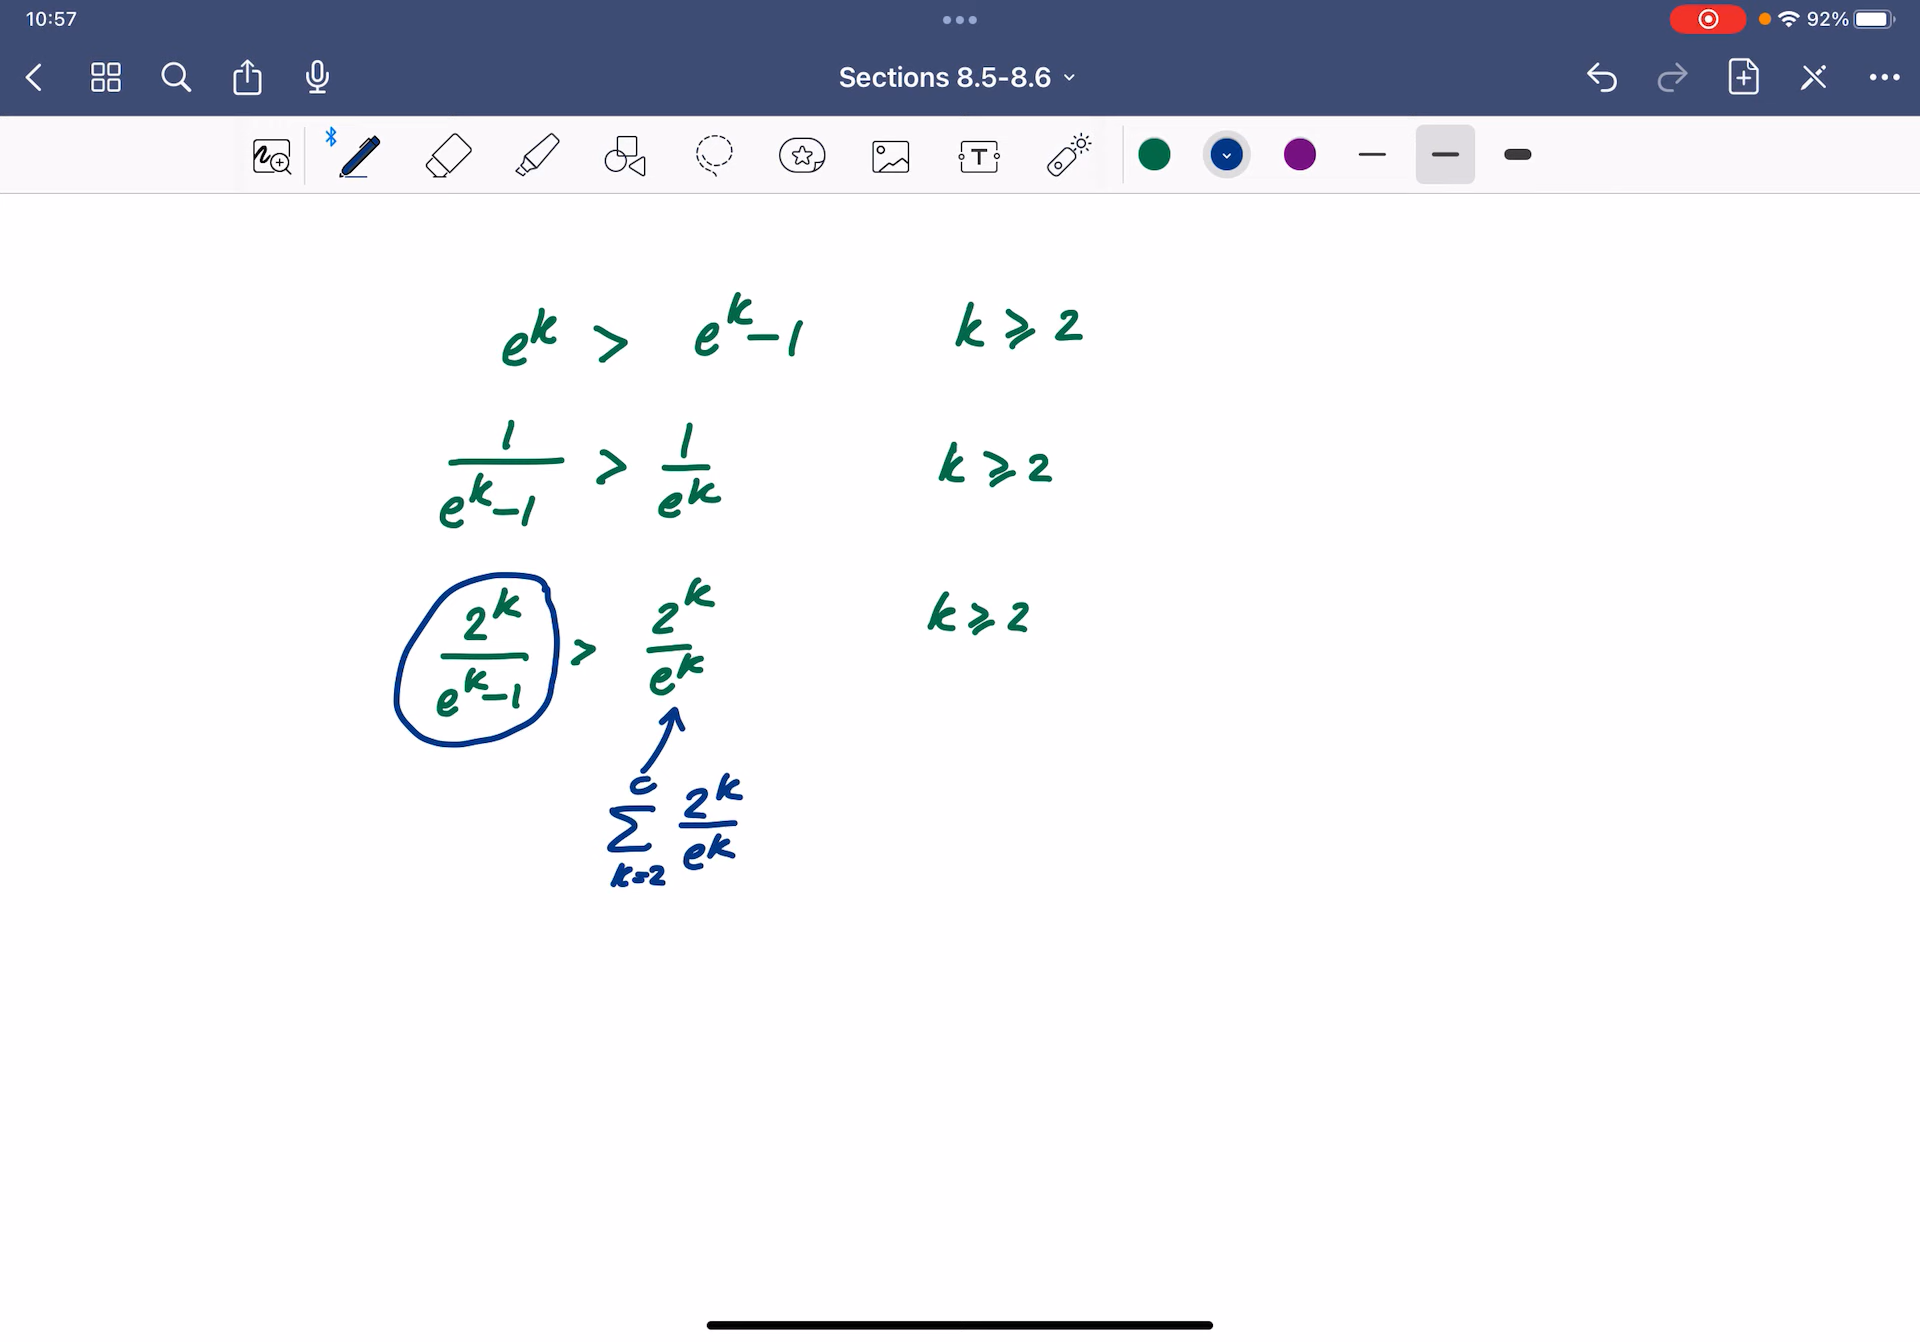 10:57
92%
Sections 8.5-8.6
T
e^k > e^k-1 k ⩾ 2
1/(e^k-1) > 1/e^k k ⩾ 2
2^k/(e^k-1) > 2^k/e^k k ⩾ 2
c
∑ 2^k/e^k
k=2